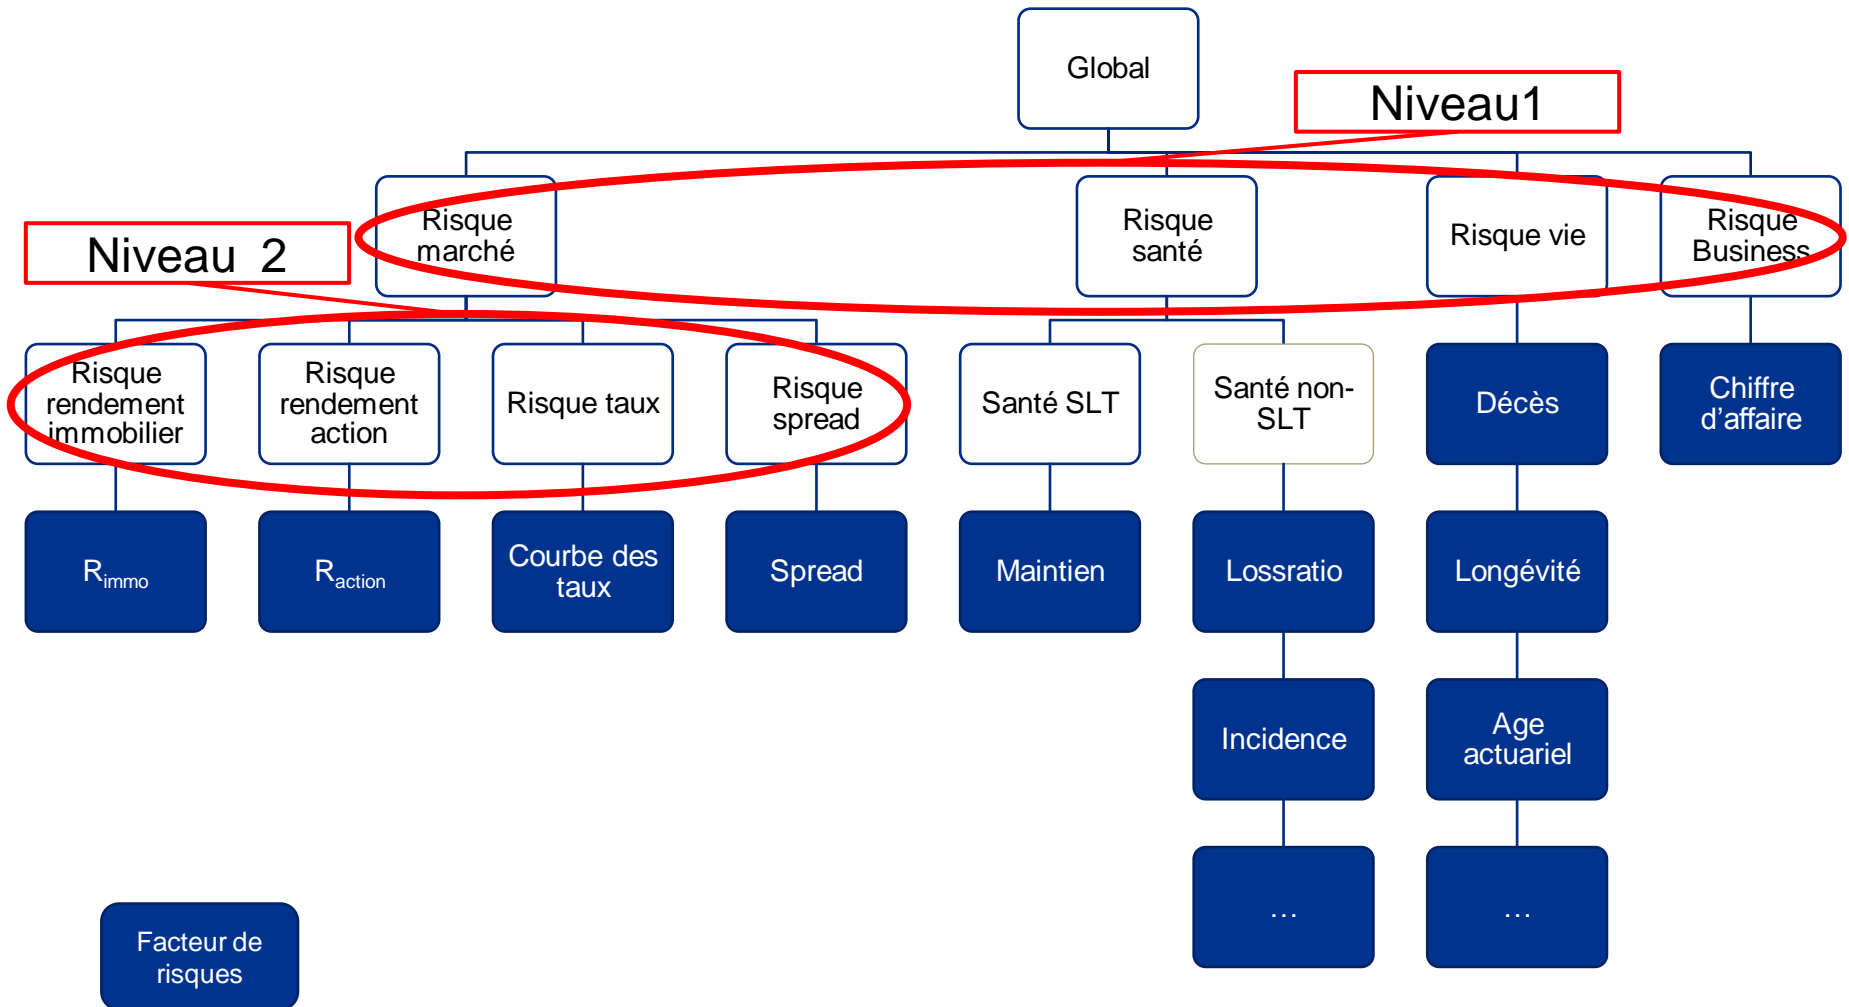 Global
Niveau1
Risque
marché
Risque
santé
Risque vie
Risque
Business
Niveau 2
Risque
rendement
immobilier
Risque
rendement
action
Risque taux
Risque
spread
Santé SLT
Santé non-
SLT
Décès
Chiffre
d’affaire
Rimmo
Raction
Courbe des
taux
Spread
Maintien
Lossratio
Longévité
Incidence
Age
actuariel
...
...
Facteur de
risques